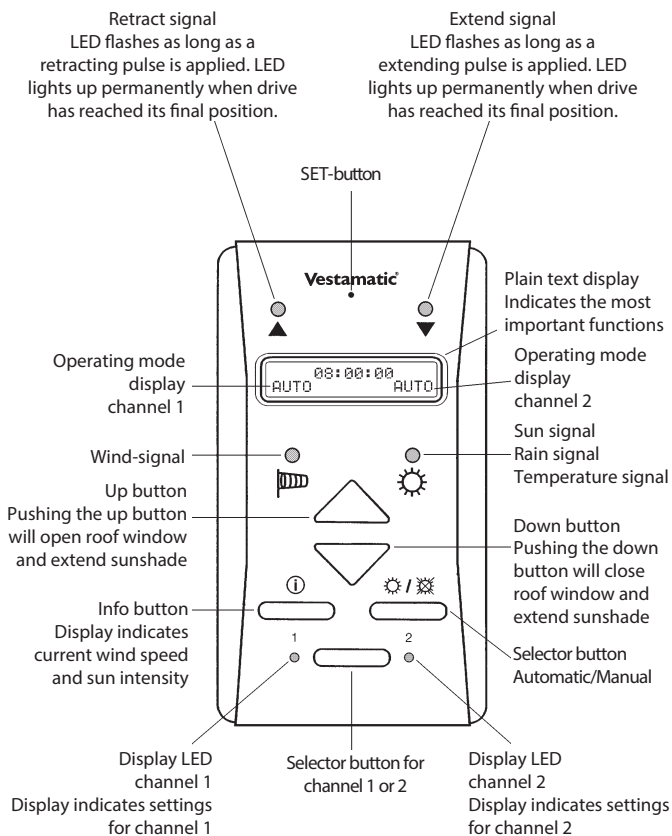 Retract signal
LED flashes as long as a
retracting pulse is applied. LED
lights up permanently when drive
has reached its final position.
Extend signal
LED flashes as long as a
extending pulse is applied. LED
lights up permanently when drive
has reached its final position.
SET-button
Vestamatic
Plain text display
Indicates the most
important functions
Operating mode
display
channel 1
08:00:00
AUTO AUTO
Operating mode
display
channel 2
Wind-signal
Sun signal
Rain signal
Temperature signal
Up button
Pushing the up button
will open roof window
and extend sunshade
Down button
Pushing the down
button will close
roof window and
extend sunshade
i
/
Info button
Display indicates
current wind speed
and sun intensity
1
2
Selector button
Automatic/Manual
Display LED
channel 1
Display indicates settings
for channel 1
Selector button for
channel 1 or 2
Display LED
channel 2
Display indicates settings
for channel 2